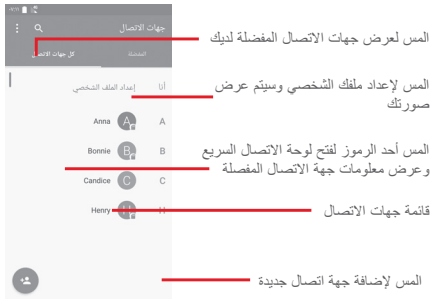 جهات الاتصال
المفضلة
كل جهات الاتصال
أنا
إعداد الملف الشخصي
A
Anna
A
B
Bonnie
B
C
Candice
C
H
Henry
H
المس لعرض جهات الاتصال المفضلة لديك
المس لإعداد ملفك الشخصي وسيتم عرض
صورتك
المس أحد الرموز لفتح لوحة الاتصال السريع
وعرض معلومات جهة الاتصال المفصلة
قائمة جهات الاتصال
المس لإضافة جهة اتصال جديدة